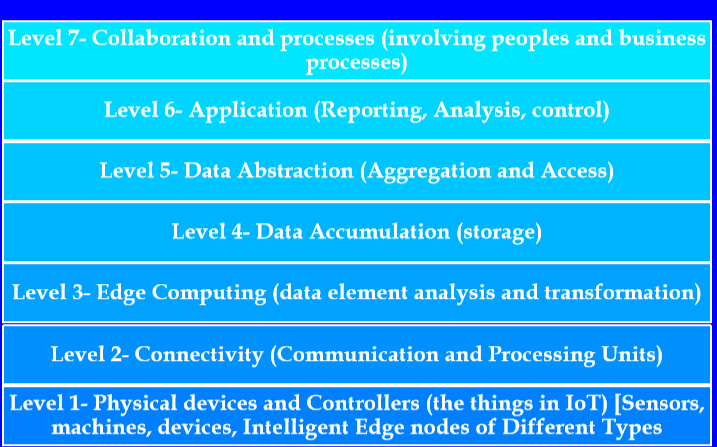 Level 7- Collaboration and processes (involving peoples and business
processes)
Level 6- Application (Reporting, Analysis, control)
Level 5- Data Abstraction (Aggregation and Access)
Level 4- Data Accumulation (storage)
Level 3- Edge Computing (data element analysis and transformation)
Level 2- Connectivity (Communication and Processing Units)
Level 1- Physical devices and Controllers (the things in IoT) [Sensors,
machines, devices, Intelligent Edge nodes of Different Types